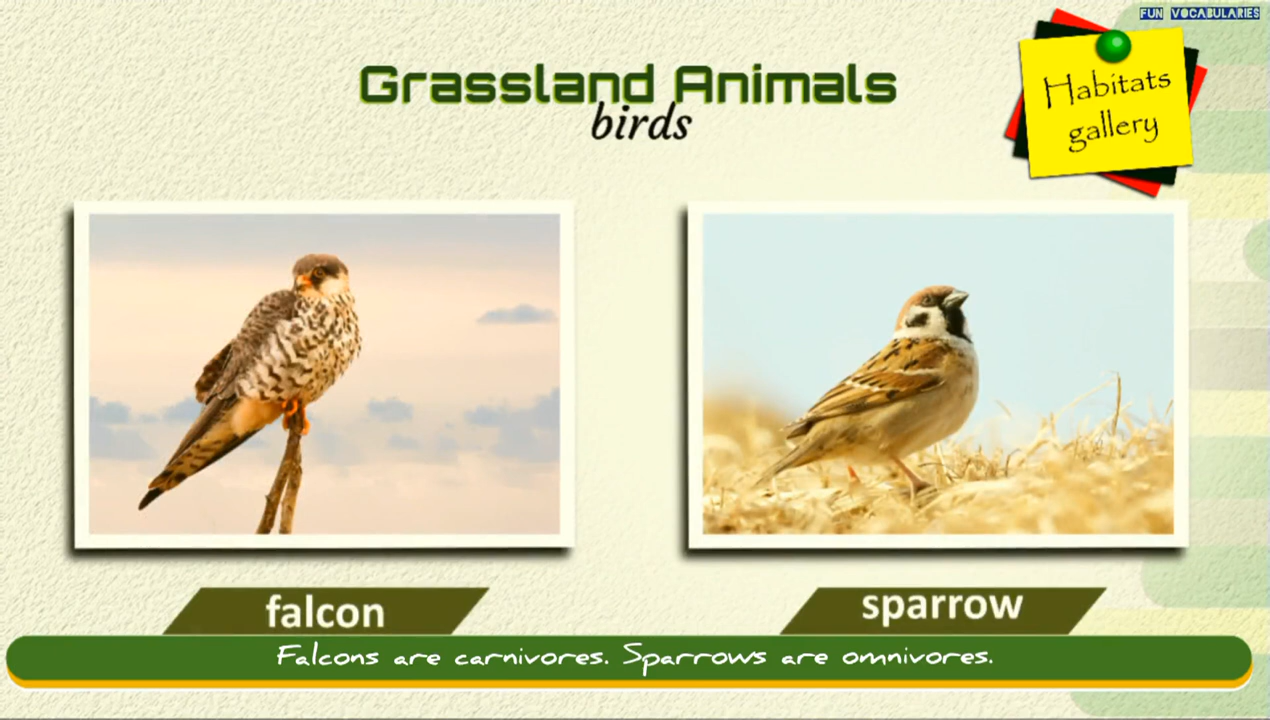 FUN VOCABULARIES
Grassland Animals
birds
Habitats
gallery
falcon
sparrow
Falcons are carnivores. Sparrows are omnivores.